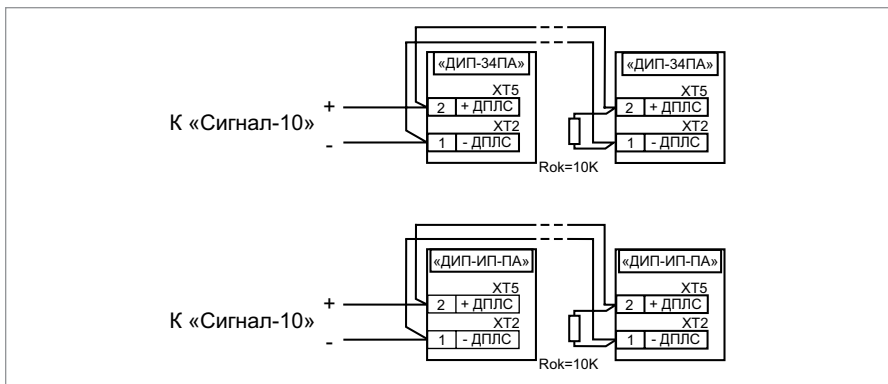 «ДИП-34ПА» «ДИП-34ПА»
XT5 XT5
+ 2 + ДПЛС 2 + ДПЛС
К «Сигнал-10»
XT2 XT2
- 1 - ДПЛС 1 - ДПЛС
Rok=10K
«ДИП-ИП-ПА» «ДИП-ИП-ПА»
XT5 XT5
+ 2 + ДПЛС 2 + ДПЛС
К «Сигнал-10»
XT2 XT2
- 1 - ДПЛС 1 - ДПЛС
Rok=10K